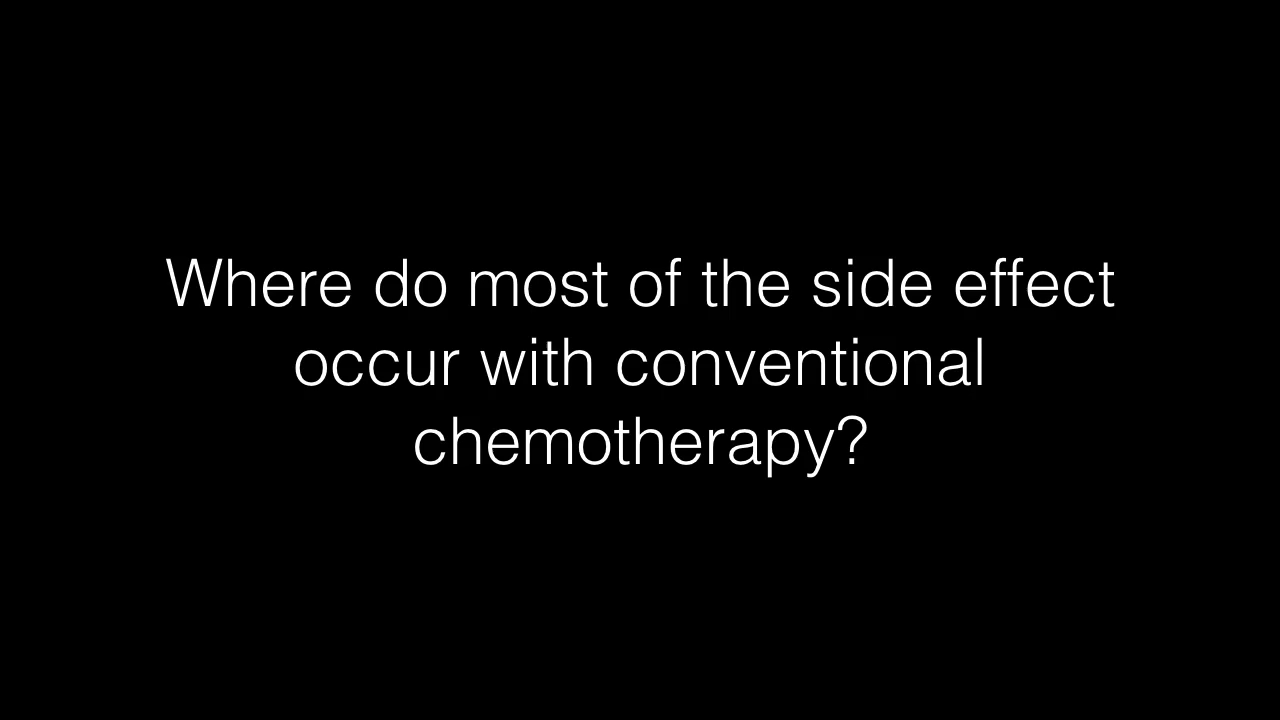 Where do most of the side effect
occur with conventional
chemotherapy?